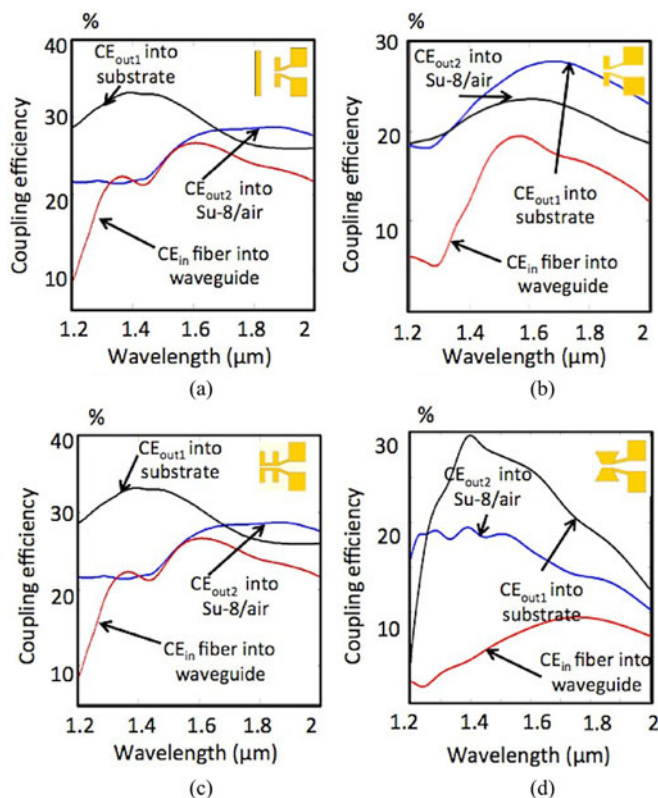 %
40
30
20
10
Coupling efficiency
CEout1 into
substrate
CEout2 into
Su-8/air
CEin fiber into
waveguide
1.2 1.4 1.6 1.8 2
Wavelength (μm)
(a)
%
30
20
10
Coupling efficiency
CEout2 into
Su-8/air
CEout1 into
substrate
CEin fiber into
waveguide
1.2 1.4 1.6 1.8 2
Wavelength (μm)
(b)
%
40
30
20
10
Coupling efficiency
CEout1 into
substrate
CEout2 into
Su-8/air
CEin fiber into
waveguide
1.2 1.4 1.6 1.8 2
Wavelength (μm)
(c)
%
30
20
10
Coupling efficiency
CEout2 into
Su-8/air
CEout1 into
substrate
CEin fiber into
waveguide
1.2 1.4 1.6 1.8 2
Wavelength (μm)
(d)